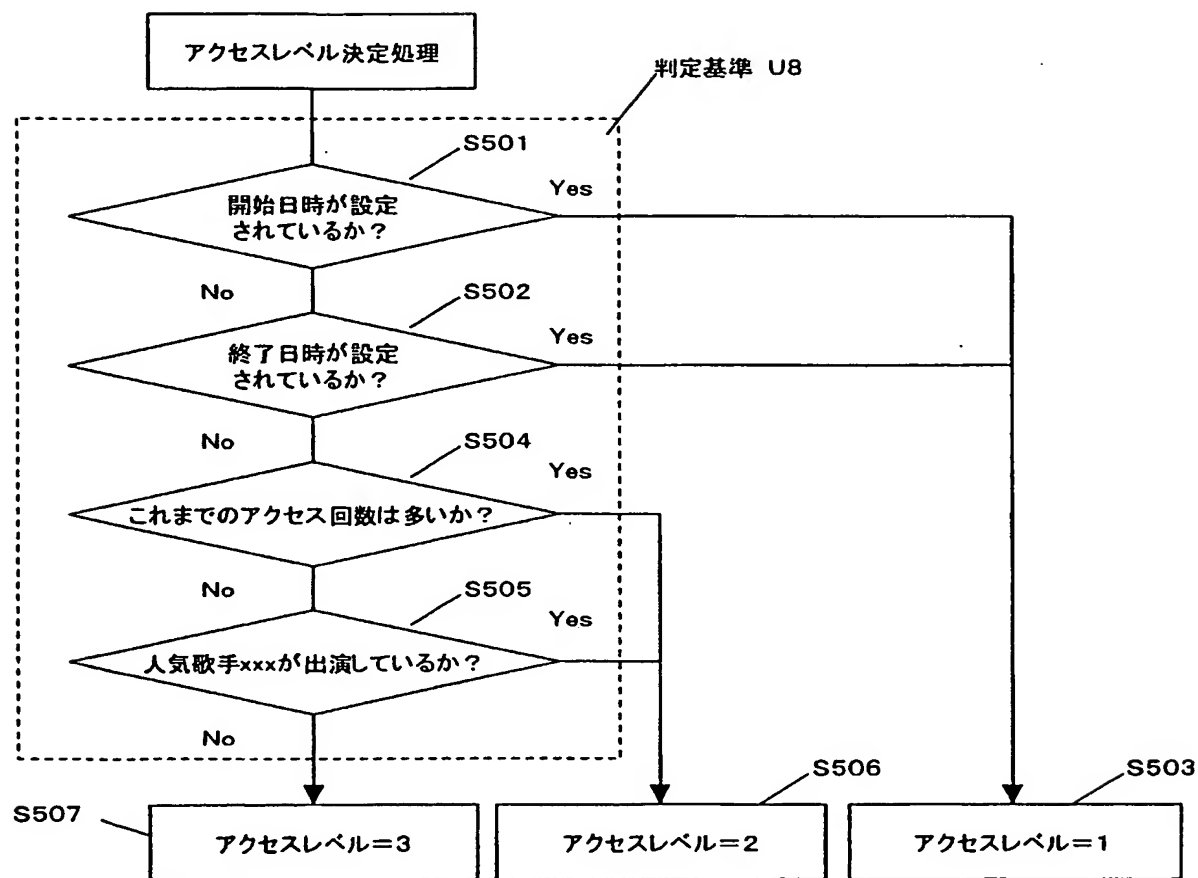 アクセスレベル決定処理
判定基準 U8
S501
開始日時が設定
されているか？
Yes
No
S502
終了日時が設定
されているか？
Yes
No
S504
これまでのアクセス回数は多いか？
Yes
No
S505
人気歌手xxxが出演しているか？
Yes
No
S507
アクセスレベル＝3
S506
アクセスレベル＝2
S503
アクセスレベル＝1